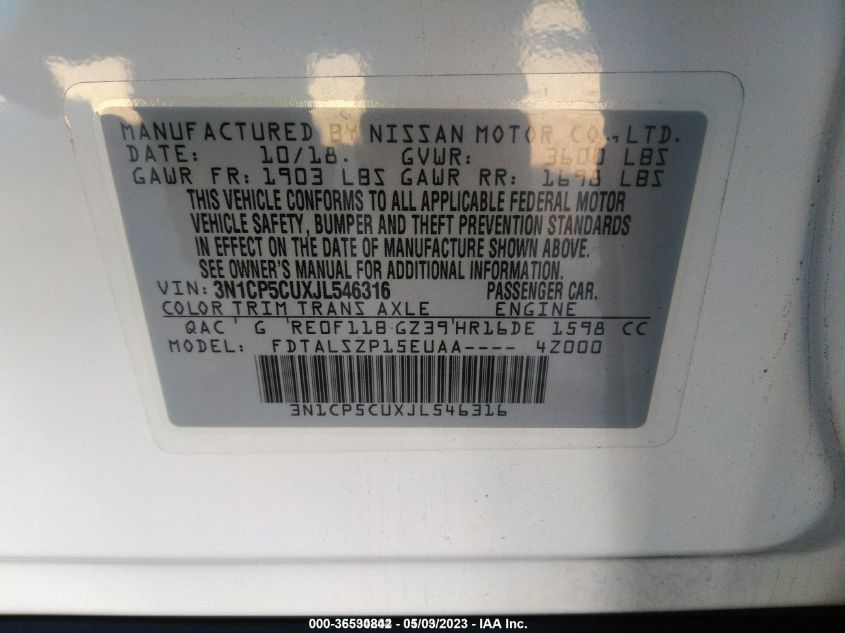 MANUFACTURED BY NISSAN MOTOR CO., LTD.
DATE: 10/18. GVWR: 3600 LBS
GAWR FR: 1903 LBS GAWR RR: 1698 LBS
THIS VEHICLE CONFORMS TO ALL APPLICABLE FEDERAL MOTOR
VEHICLE SAFETY, BUMPER AND THEFT PREVENTION STANDARDS
IN EFFECT ON THE DATE OF MANUFACTURE SHOWN ABOVE.
SEE OWNER'S MANUAL FOR ADDITIONAL INFORMATION.
VIN: 3N1CP5CUXJL546316 PASSENGER CAR.
COLOR TRIM TRANS AXLE ENGINE
QAC G RE0F11B GZ39 HR16DE 1598 CC
MODEL: FDTALSZP15EUAA---- 4Z000
3N1CP5CUXJL546316
000-36530842 - 05/03/2023 - IAA Inc.